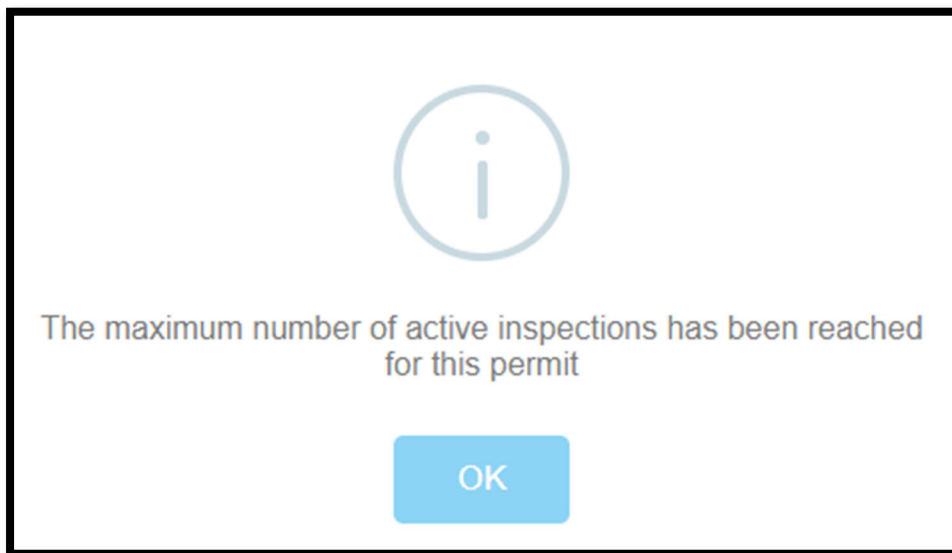 The maximum number of active inspections has been reached
for this permit
OK